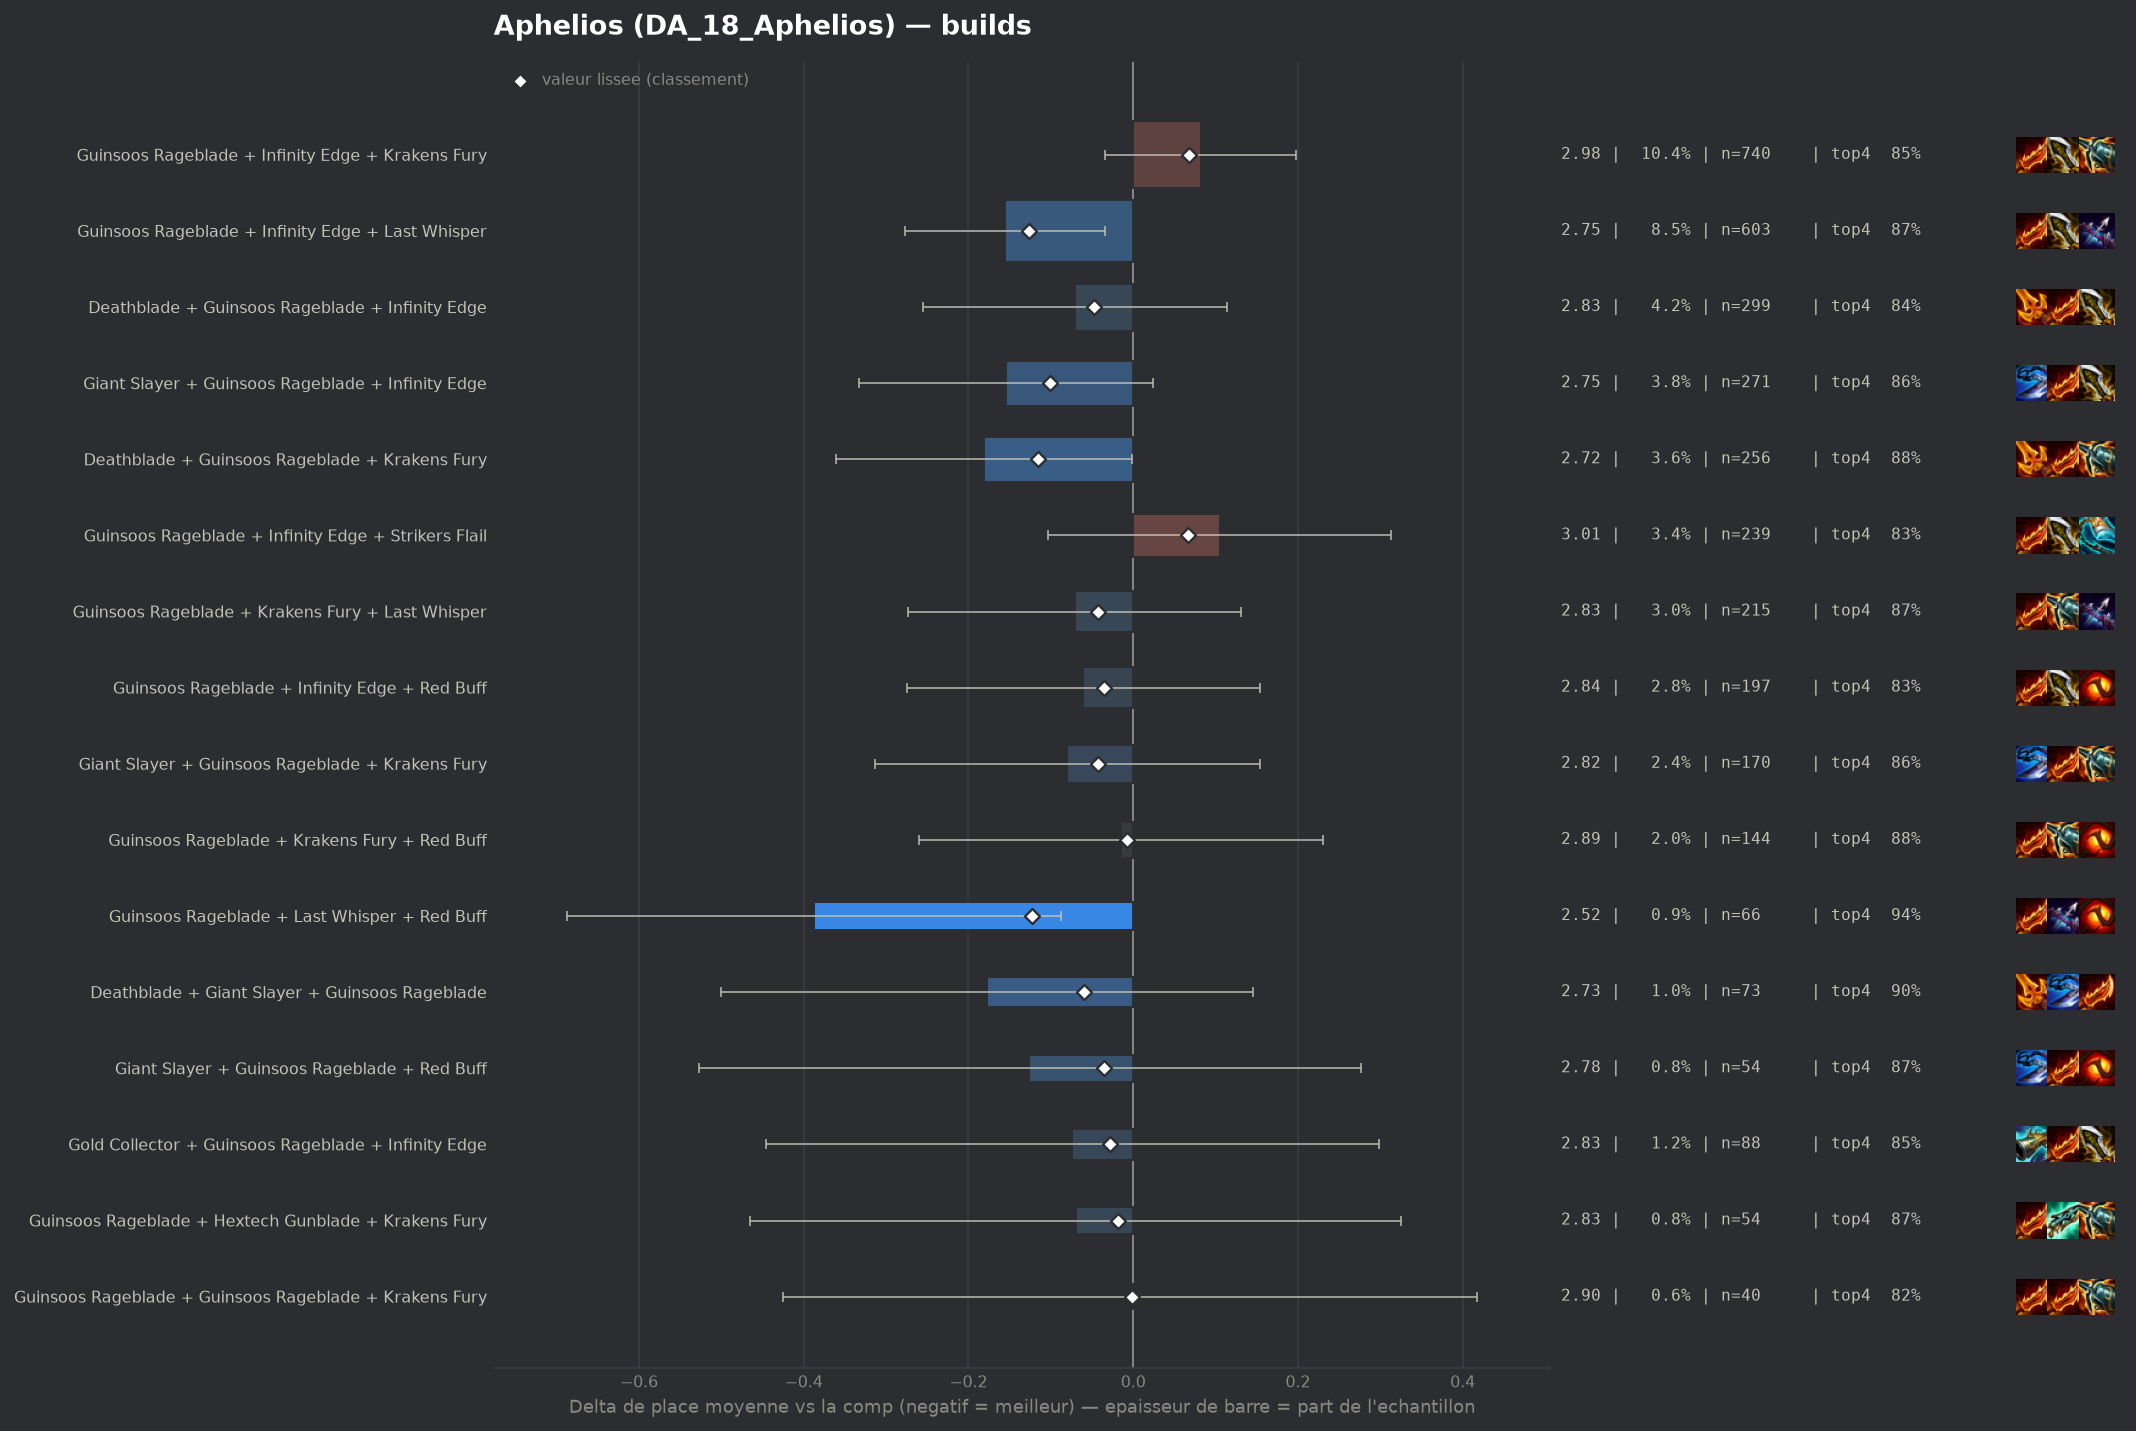 Aphelios (DA_18_Aphelios) — builds
valeur lissee (classement)
Guinsoos Rageblade + Infinity Edge + Krakens Fury 2.98 | 10.4% | n=740 | top4 85%
Guinsoos Rageblade + Infinity Edge + Last Whisper 2.75 | 8.5% | n=603 | top4 87%
Deathblade + Guinsoos Rageblade + Infinity Edge 2.83 | 4.2% | n=299 | top4 84%
Giant Slayer + Guinsoos Rageblade + Infinity Edge 2.75 | 3.8% | n=271 | top4 86%
Deathblade + Guinsoos Rageblade + Krakens Fury 2.72 | 3.6% | n=256 | top4 88%
Guinsoos Rageblade + Infinity Edge + Strikers Flail 3.01 | 3.4% | n=239 | top4 83%
Guinsoos Rageblade + Krakens Fury + Last Whisper 2.83 | 3.0% | n=215 | top4 87%
Guinsoos Rageblade + Infinity Edge + Red Buff 2.84 | 2.8% | n=197 | top4 83%
Giant Slayer + Guinsoos Rageblade + Krakens Fury 2.82 | 2.4% | n=170 | top4 86%
Guinsoos Rageblade + Krakens Fury + Red Buff 2.89 | 2.0% | n=144 | top4 88%
Guinsoos Rageblade + Last Whisper + Red Buff 2.52 | 0.9% | n=66 | top4 94%
Deathblade + Giant Slayer + Guinsoos Rageblade 2.73 | 1.0% | n=73 | top4 90%
Giant Slayer + Guinsoos Rageblade + Red Buff 2.78 | 0.8% | n=54 | top4 87%
Gold Collector + Guinsoos Rageblade + Infinity Edge 2.83 | 1.2% | n=88 | top4 85%
Guinsoos Rageblade + Hextech Gunblade + Krakens Fury 2.83 | 0.8% | n=54 | top4 87%
Guinsoos Rageblade + Guinsoos Rageblade + Krakens Fury 2.90 | 0.6% | n=40 | top4 82%
−0.6 −0.4 −0.2 0.0 0.2 0.4
Delta de place moyenne vs la comp (negatif = meilleur) — epaisseur de barre = part de l'echantillon